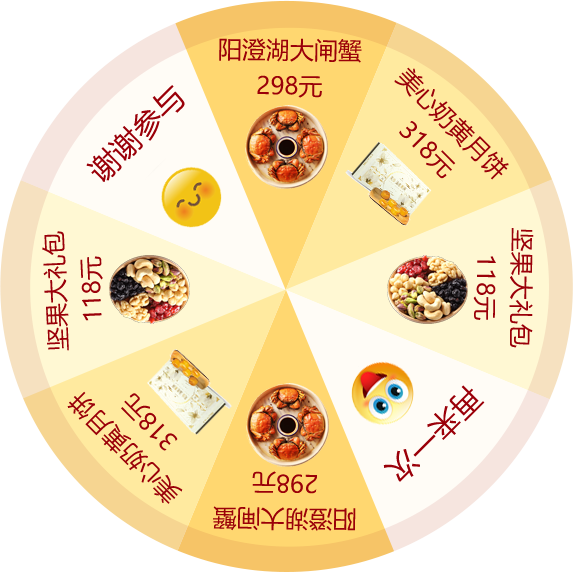 阳澄湖大闸蟹
298元
美心奶黄月饼
318元
坚果大礼包
118元
再来一次
阳澄湖大闸蟹
298元
美心奶黄月饼
318元
坚果大礼包
118元
谢谢参与